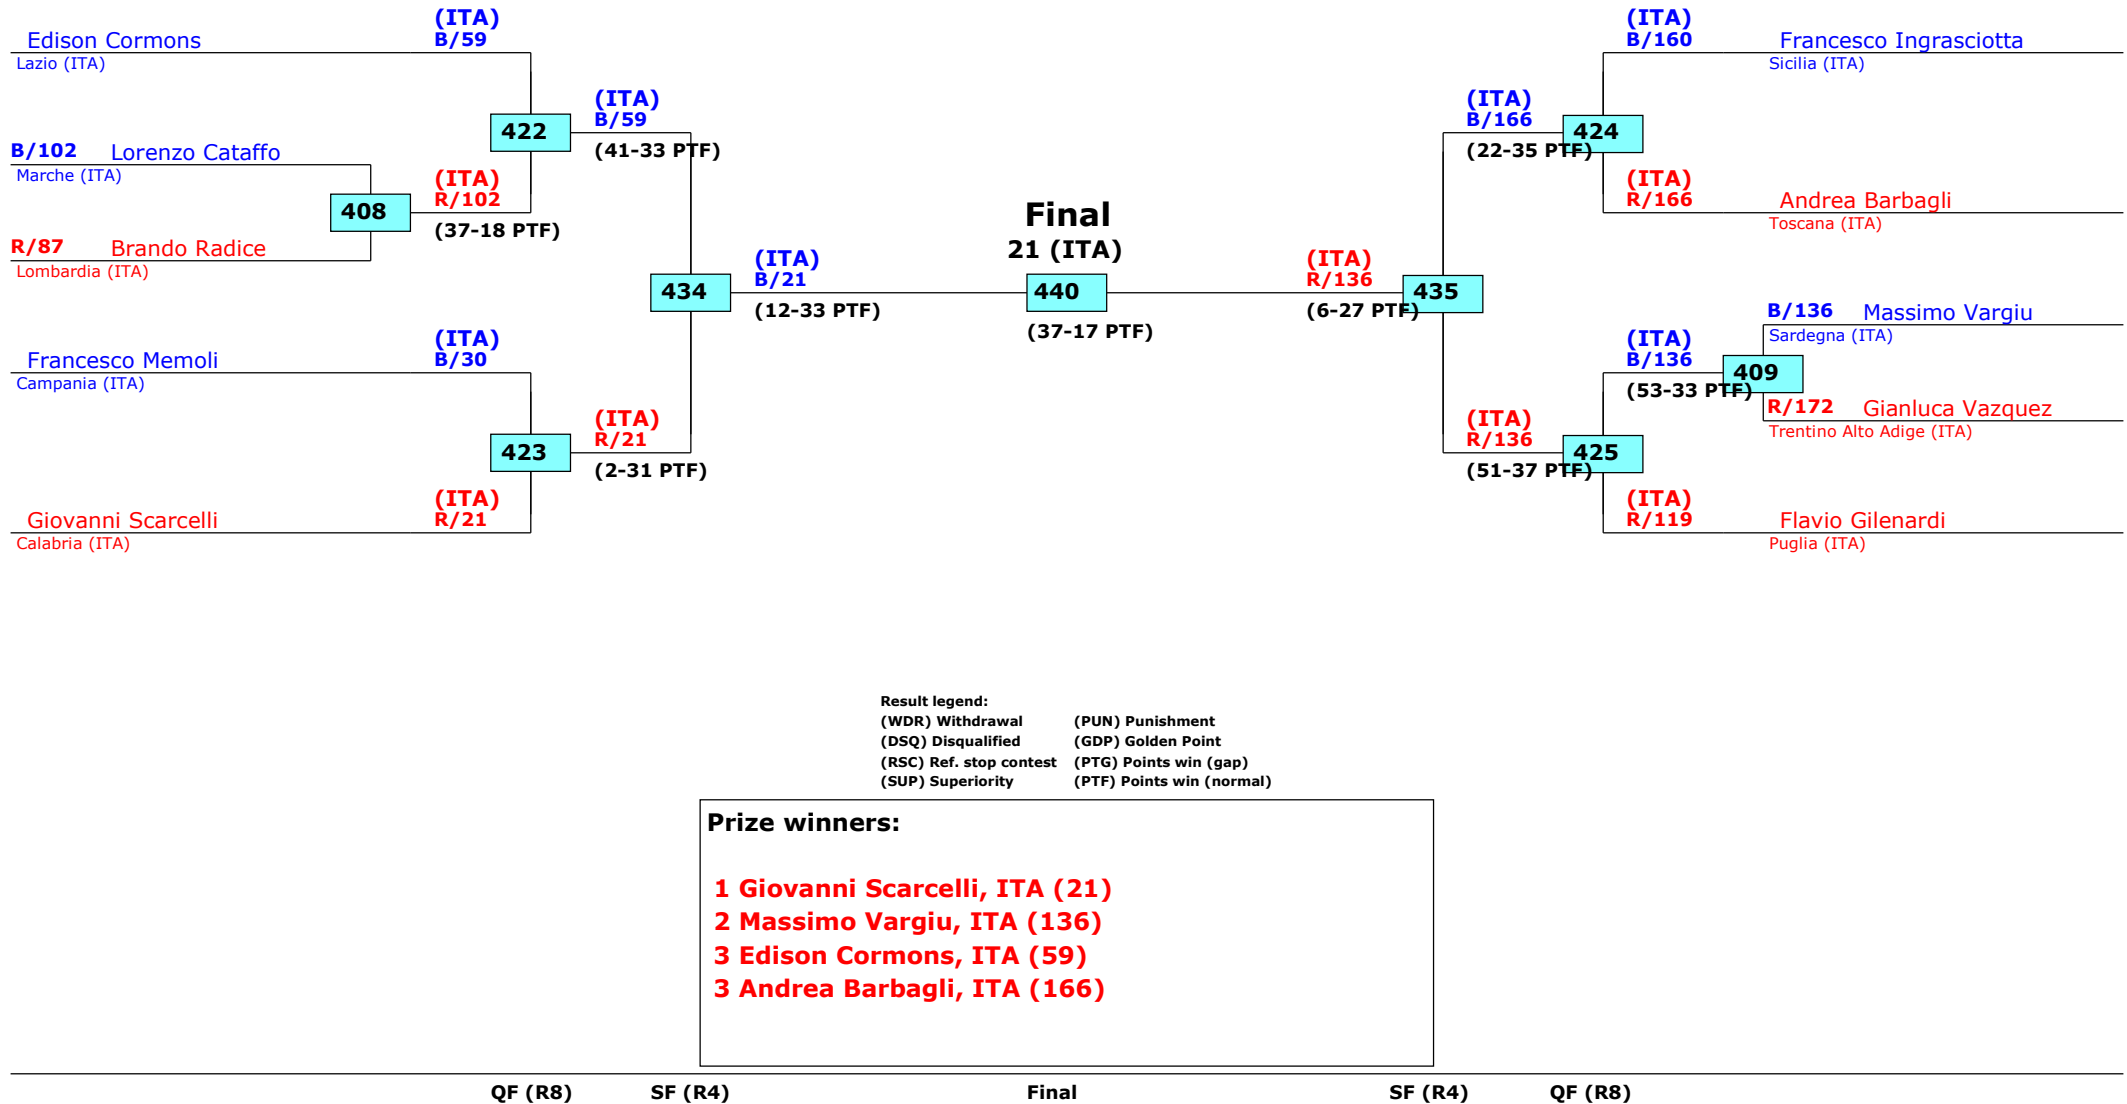 (ITA)
B/59
Edison Cormons
Lazio (ITA)
422
(ITA)
B/59
(41-33 PTF)
B/102 Lorenzo Cataffo
Marche (ITA)
408
(ITA)
R/102
(37-18 PTF)
R/87 Brando Radice
Lombardia (ITA)
434
(ITA)
B/21
(12-33 PTF)
(ITA)
B/30
Francesco Memoli
Campania (ITA)
423
(ITA)
R/21
(2-31 PTF)
(ITA)
R/21
Giovanni Scarcelli
Calabria (ITA)
Final
21 (ITA)
440
(37-17 PTF)
(ITA)
B/160
Francesco Ingrasciotta
Sicilia (ITA)
(ITA)
B/166
424
(22-35 PTF)
(ITA)
R/166
Andrea Barbagli
Toscana (ITA)
(ITA)
R/136
435
(6-27 PTF)
B/136 Massimo Vargiu
Sardegna (ITA)
(ITA)
B/136
409
(53-33 PTF)
R/172 Gianluca Vazquez
Trentino Alto Adige (ITA)
(ITA)
R/136
425
(51-37 PTF)
(ITA)
R/119
Flavio Gilenardi
Puglia (ITA)
Result legend:
(WDR) Withdrawal (PUN) Punishment
(DSQ) Disqualified (GDP) Golden Point
(RSC) Ref. stop contest (PTG) Points win (gap)
(SUP) Superiority (PTF) Points win (normal)
Prize winners:
1 Giovanni Scarcelli, ITA (21)
2 Massimo Vargiu, ITA (136)
3 Edison Cormons, ITA (59)
3 Andrea Barbagli, ITA (166)
QF (R8) SF (R4) Final SF (R4) QF (R8)